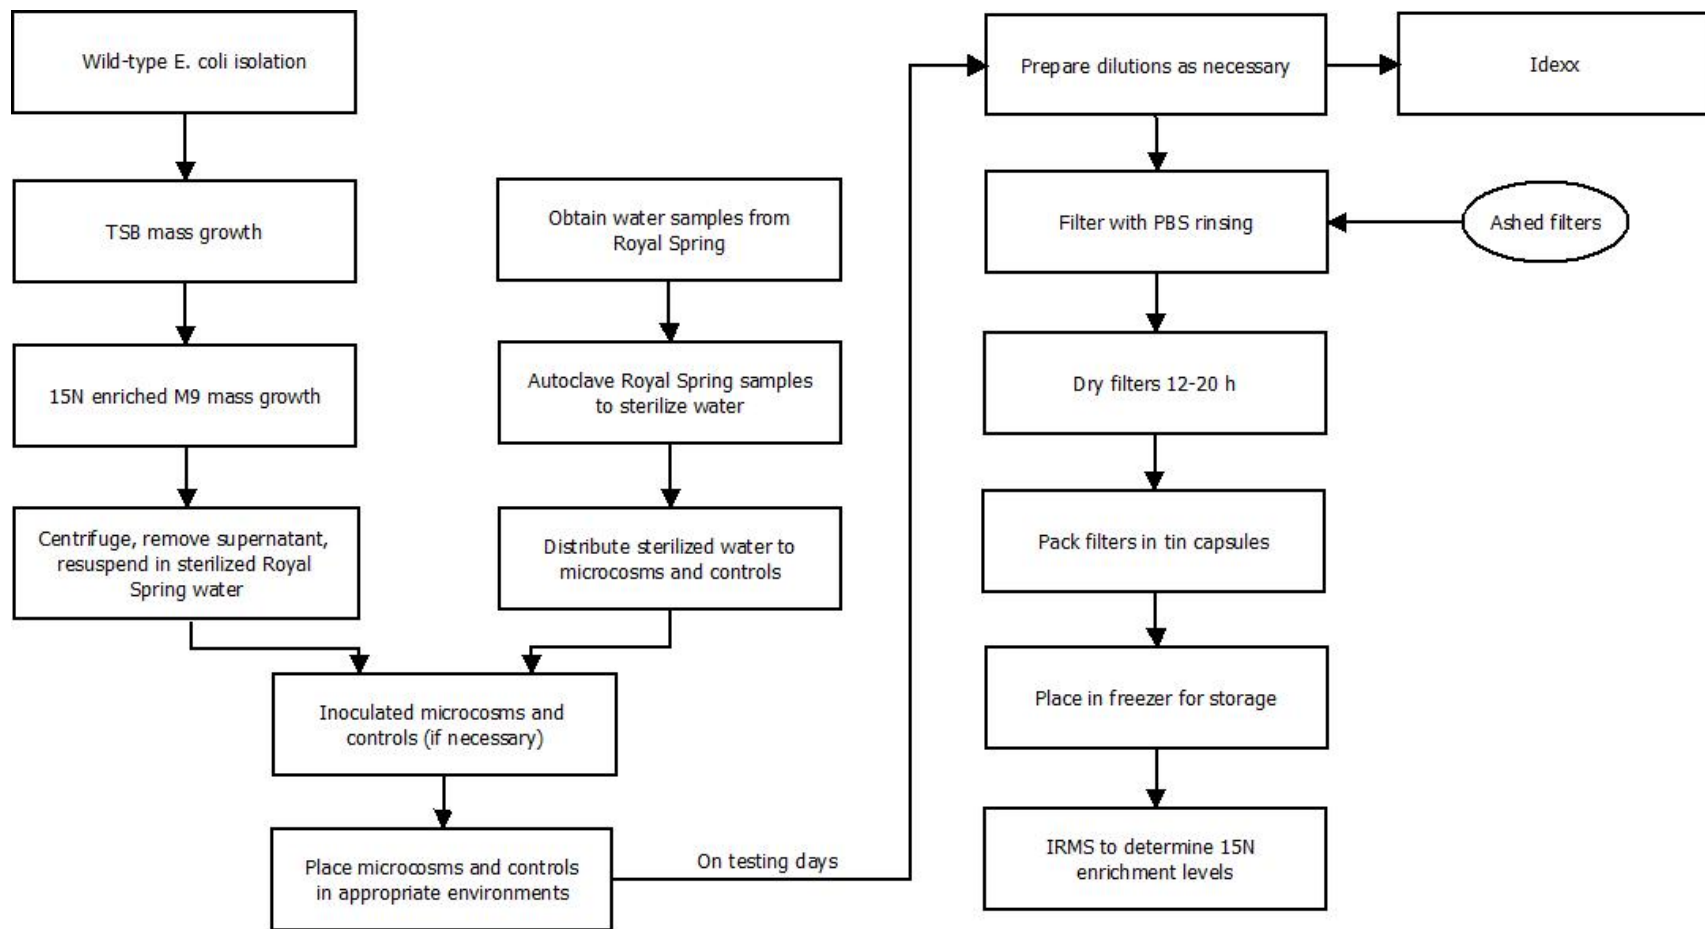 Wild-type E. coli isolation
TSB mass growth
15N enriched M9 mass growth
Centrifuge, remove supernatant,
resuspend in sterilized Royal
Spring water
Obtain water samples from
Royal Spring
Autoclave Royal Spring samples
to sterilize water
Distribute sterilized water to
microcosms and controls
Inoculated microcosms and
controls (if necessary)
Place microcosms and controls
in appropriate environments
On testing days
Prepare dilutions as necessary
Idexx
Filter with PBS rinsing
Ashed filters
Dry filters 12-20 h
Pack filters in tin capsules
Place in freezer for storage
IRMS to determine 15N
enrichment levels